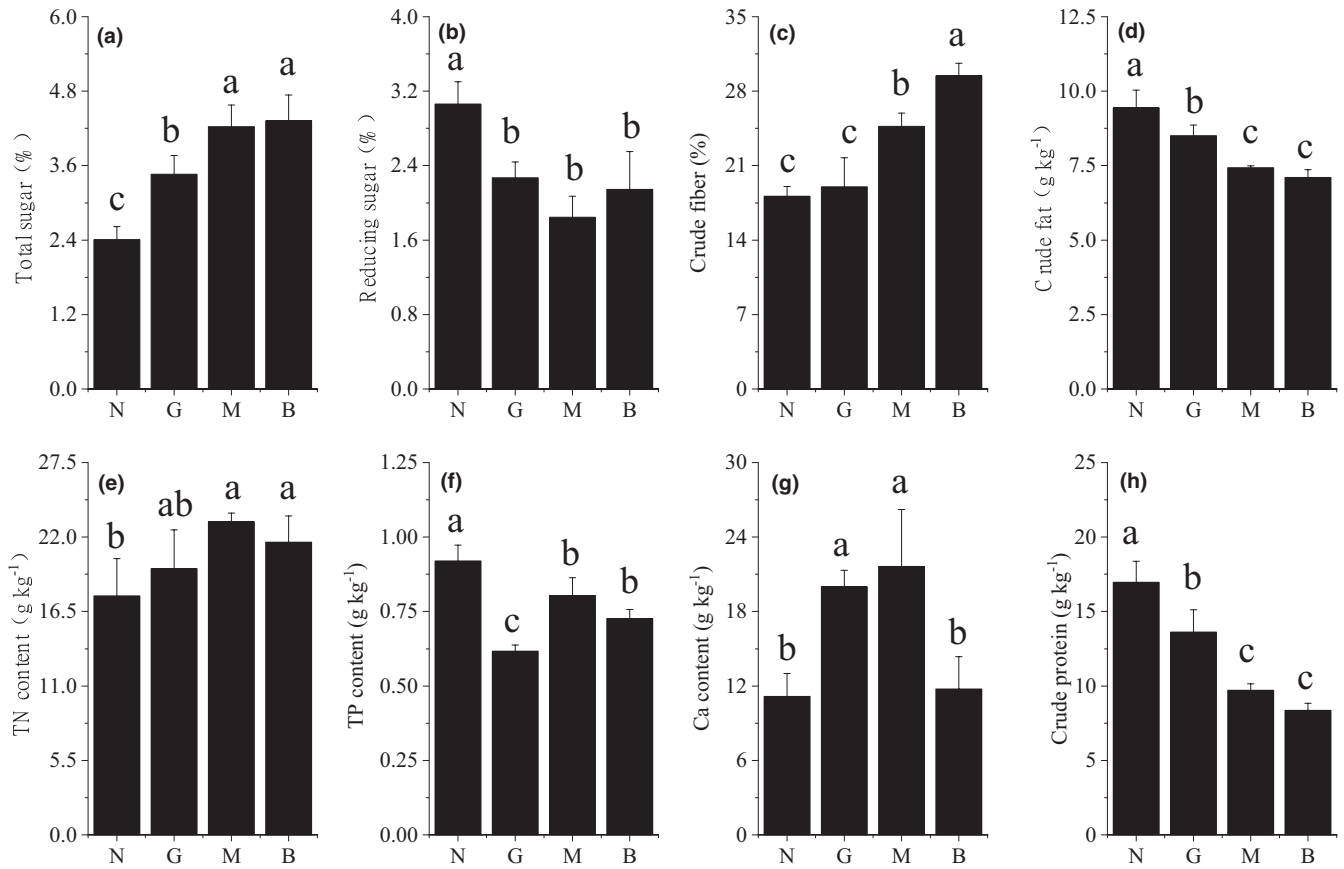 (a)
Total sugar (%)
6.0
4.8
3.6
2.4
1.2
0.0
c
b
a
a
N G M B
(b)
Reducing sugar (%)
4.0
3.2
2.4
1.6
0.8
0.0
a
b
b
b
N G M B
(c)
Crude fiber (%)
35
28
21
14
7
0
c
c
b
a
N G M B
(d)
Crude fat (g kg⁻¹)
12.5
10.0
7.5
5.0
2.5
0.0
a
b
c
c
N G M B
(e)
TN content (g kg⁻¹)
27.5
22.0
16.5
11.0
5.5
0.0
b
ab
a
a
N G M B
(f)
TP content (g kg⁻¹)
1.25
1.00
0.75
0.50
0.25
0.00
a
c
b
b
N G M B
(g)
Ca content (g kg⁻¹)
30
24
18
12
6
0
b
a
a
b
N G M B
(h)
Crude protein (g kg⁻¹)
25
20
15
10
5
0
a
b
c
c
N G M B